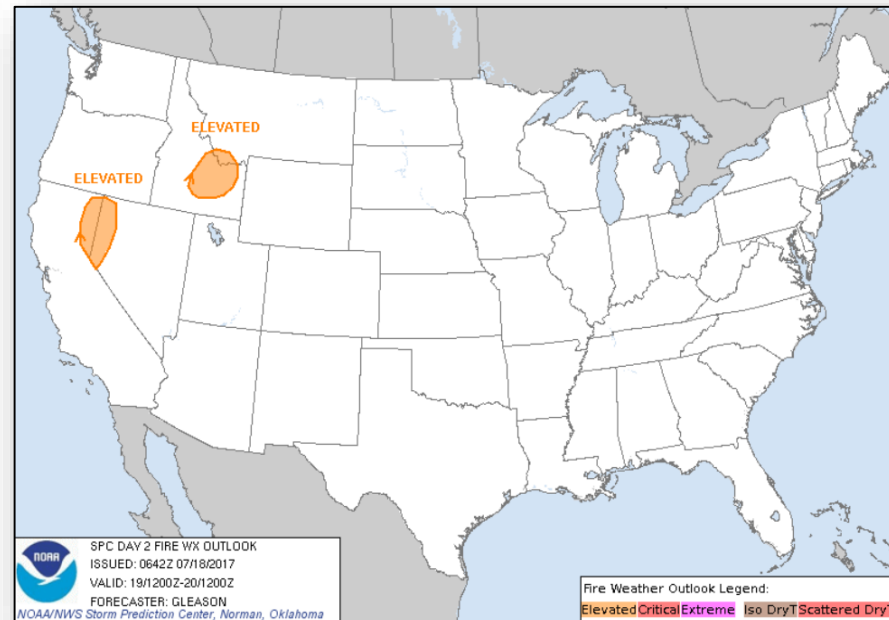 ELEVATED
ELEVATED
NOAA
SPC DAY 2 FIRE WX OUTLOOK
ISSUED: 0642Z 07/18/2017
VALID: 19/1200Z-20/1200Z
FORECASTER: GLEASON
NOAA/NWS Storm Prediction Center, Norman, Oklahoma
Fire Weather Outlook Legend:
Elevated Critical Extreme Iso DryT Scattered DryT